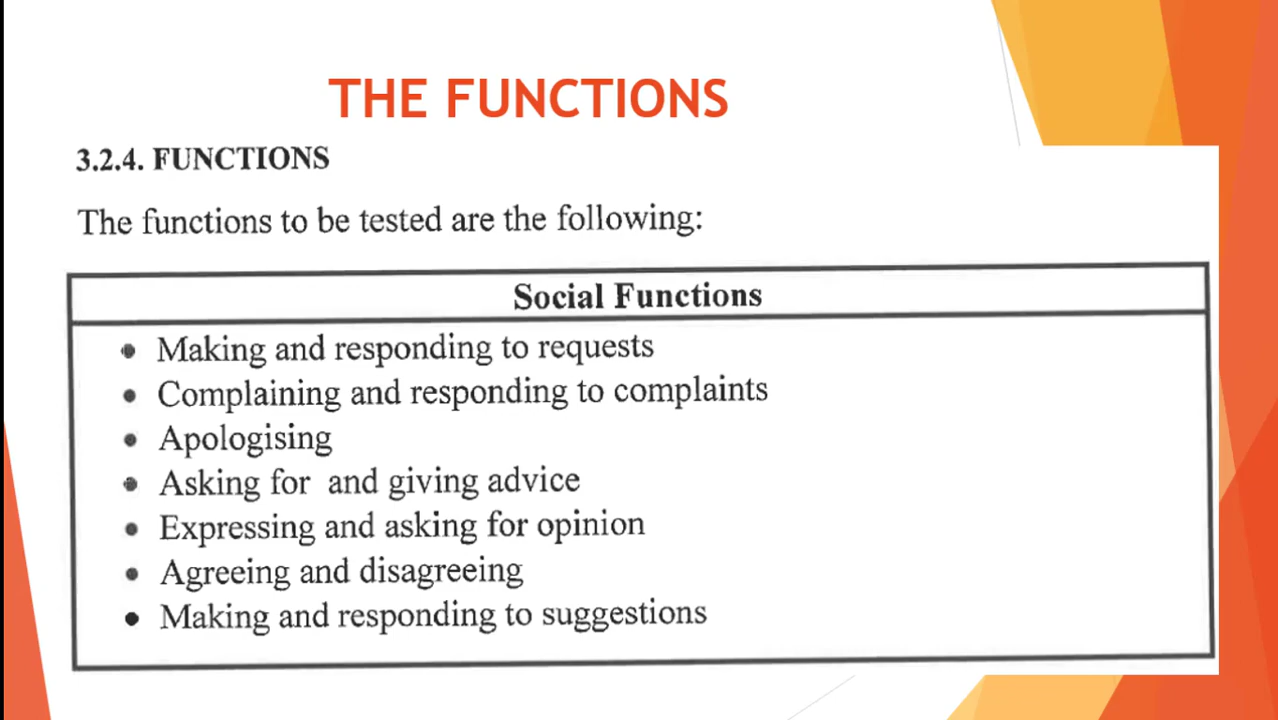 THE FUNCTIONS
3.2.4. FUNCTIONS
The functions to be tested are the following:
Social Functions
• Making and responding to requests
• Complaining and responding to complaints
• Apologising
• Asking for and giving advice
• Expressing and asking for opinion
• Agreeing and disagreeing
• Making and responding to suggestions